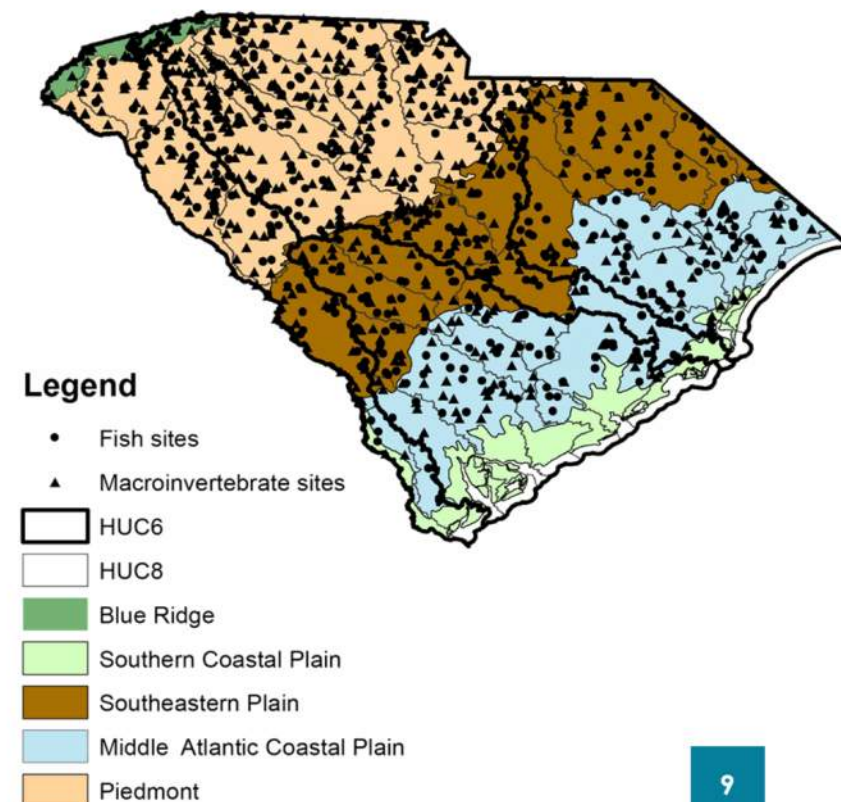 Legend
Fish sites
Macroinvertebrate sites
HUC6
HUC8
Blue Ridge
Southern Coastal Plain
Southeastern Plain
Middle Atlantic Coastal Plain
Piedmont
9